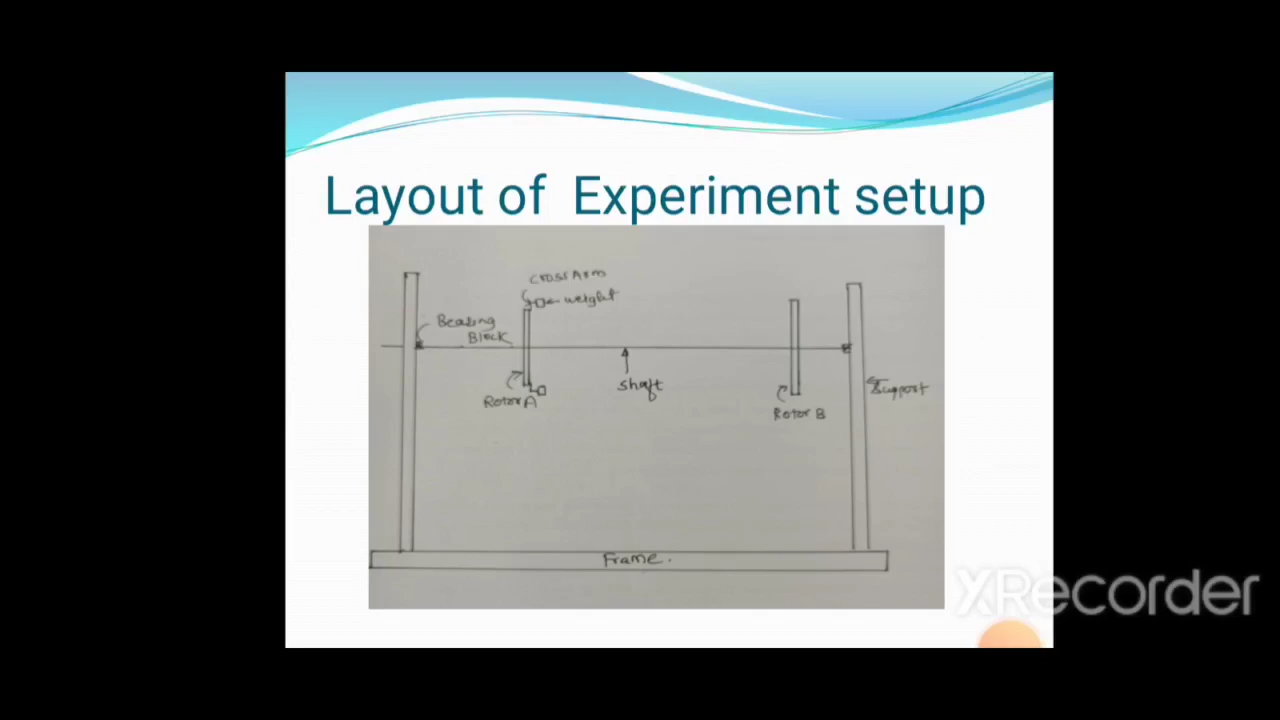 Layout of Experiment setup
Cross Arm
weight
Bearing
Block
shaft
Support
Rotor A
Rotor B
Frame.
XRecorder